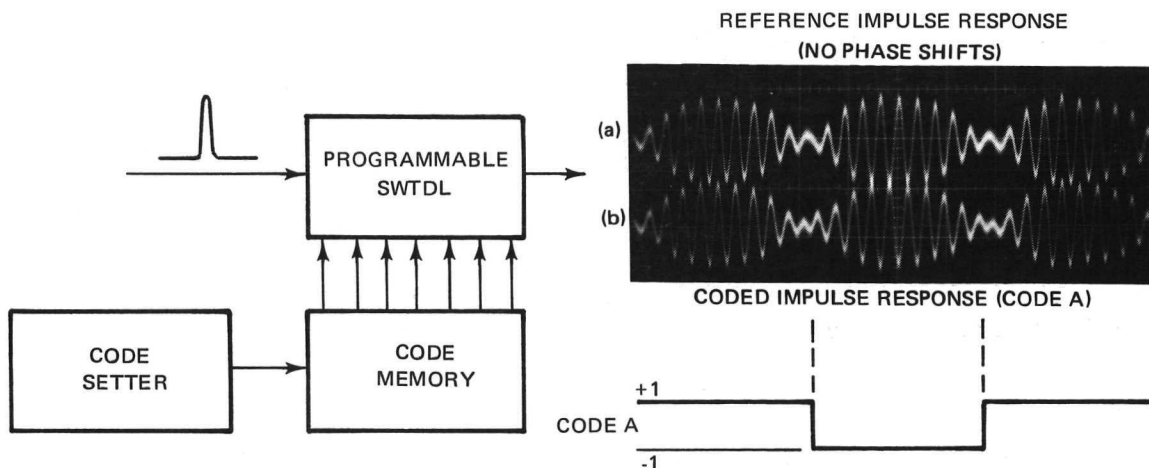 REFERENCE IMPULSE RESPONSE
(NO PHASE SHIFTS)
(a)
(b)
PROGRAMMABLE
SWTDL
CODE
SETTER
CODE
MEMORY
CODED IMPULSE RESPONSE (CODE A)
+1
CODE A
-1